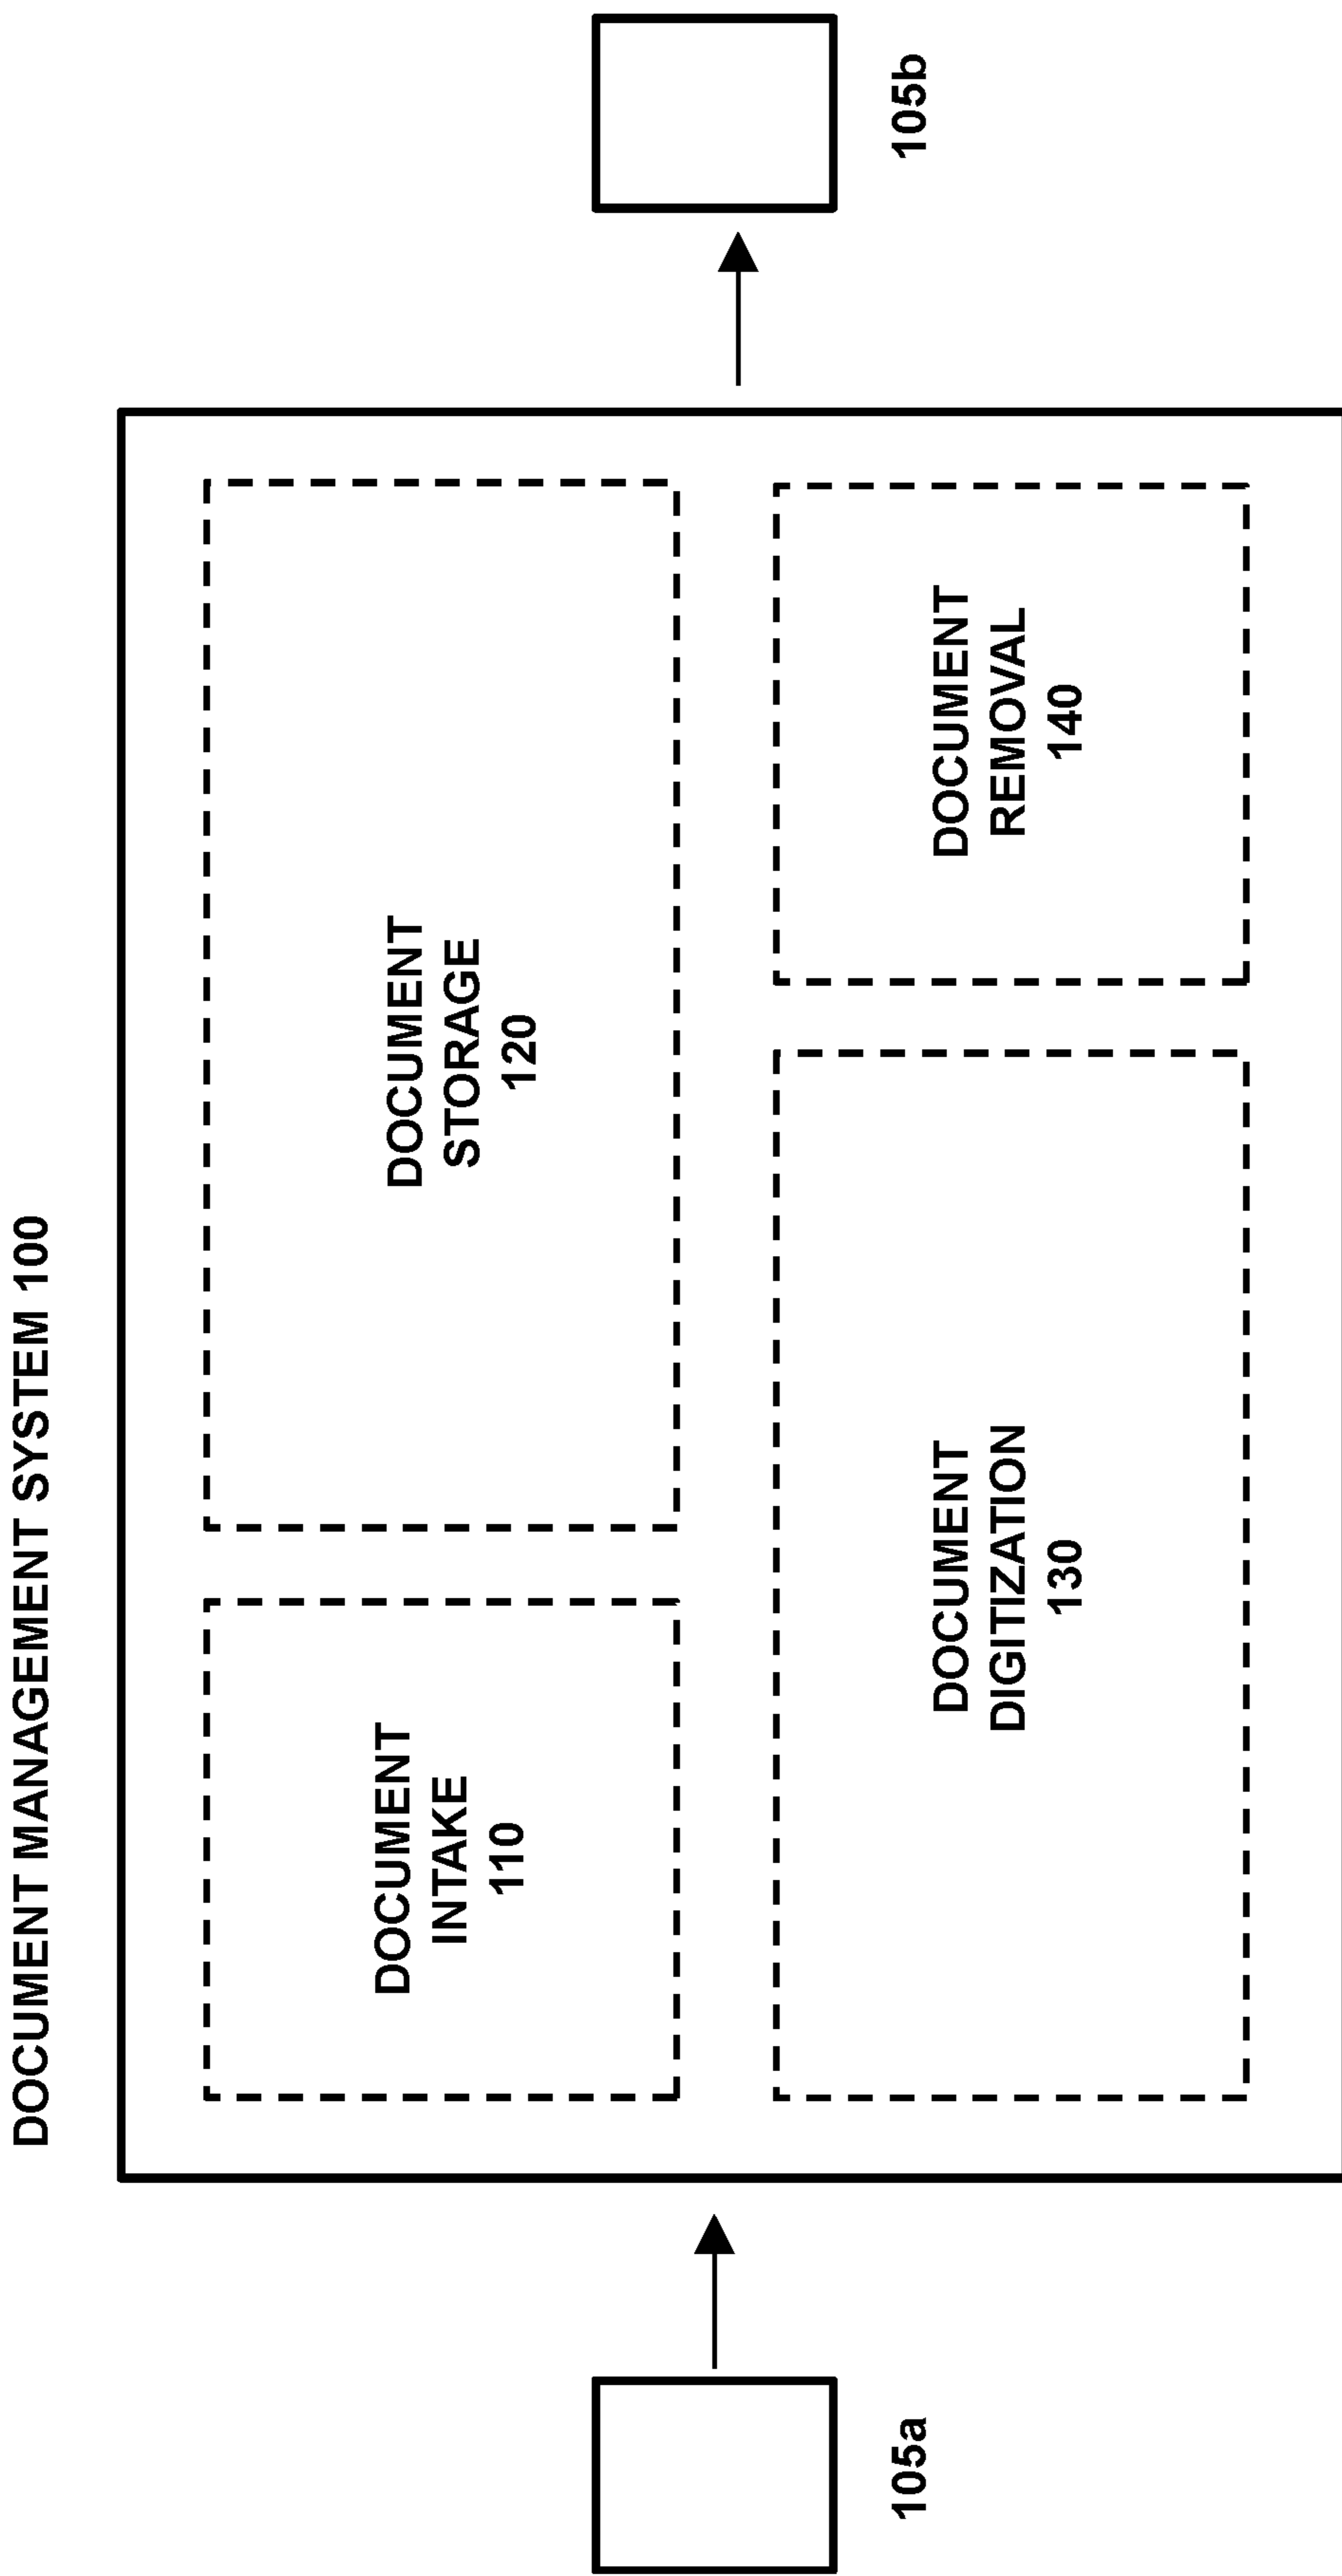 DOCUMENT MANAGEMENT SYSTEM 100
DOCUMENT
INTAKE
110
DOCUMENT
STORAGE
120
105a
105b
DOCUMENT
DIGITIZATION
130
DOCUMENT
REMOVAL
140